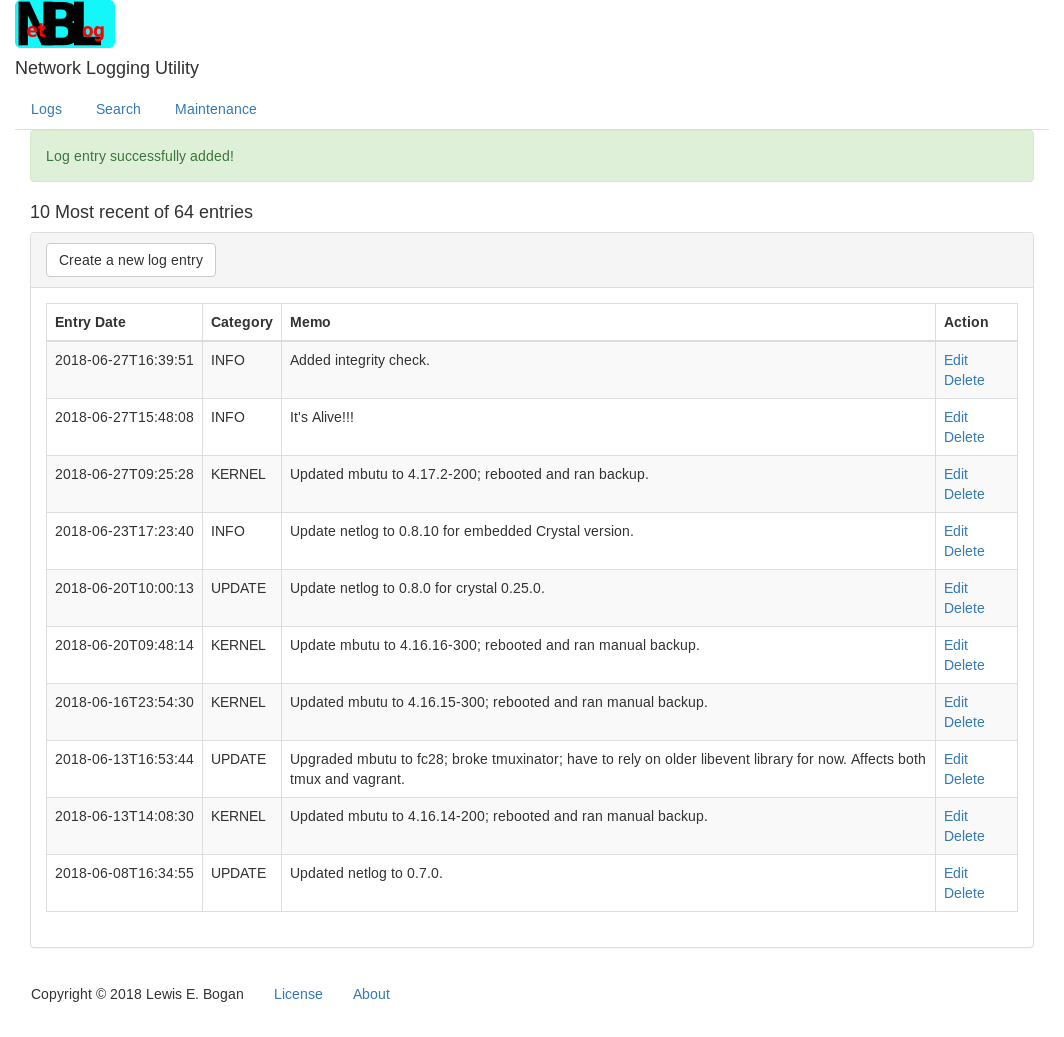 NBL
et og
Network Logging Utility
Logs Search Maintenance
Log entry successfully added!
10 Most recent of 64 entries
Create a new log entry
Entry Date Category Memo Action
2018-06-27T16:39:51 INFO Added integrity check. Edit
Delete
2018-06-27T15:48:08 INFO It's Alive!!! Edit
Delete
2018-06-27T09:25:28 KERNEL Updated mbutu to 4.17.2-200; rebooted and ran backup. Edit
Delete
2018-06-23T17:23:40 INFO Update netlog to 0.8.10 for embedded Crystal version. Edit
Delete
2018-06-20T10:00:13 UPDATE Update netlog to 0.8.0 for crystal 0.25.0. Edit
Delete
2018-06-20T09:48:14 KERNEL Update mbutu to 4.16.16-300; rebooted and ran manual backup. Edit
Delete
2018-06-16T23:54:30 KERNEL Updated mbutu to 4.16.15-300; rebooted and ran manual backup. Edit
Delete
2018-06-13T16:53:44 UPDATE Upgraded mbutu to fc28; broke tmuxinator; have to rely on older libevent library for now. Affects both Edit
tmux and vagrant. Delete
2018-06-13T14:08:30 KERNEL Updated mbutu to 4.16.14-200; rebooted and ran manual backup. Edit
Delete
2018-06-08T16:34:55 UPDATE Updated netlog to 0.7.0. Edit
Delete
Copyright © 2018 Lewis E. Bogan License About